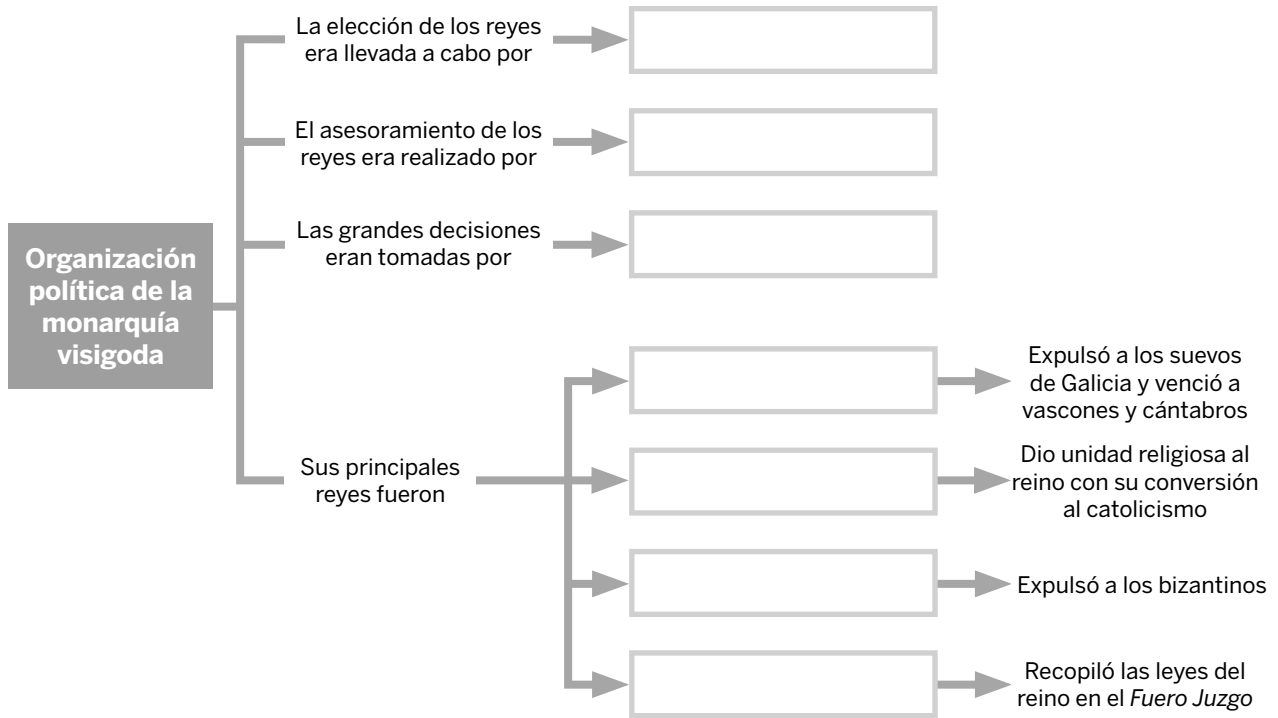 La elección de los reyes
era llevada a cabo por
El asesoramiento de los
reyes era realizado por
Las grandes decisiones
eran tomadas por
Organización
política de la
monarquía
visigoda
Sus principales
reyes fueron
Expulsó a los suevos
de Galicia y venció a
vascones y cántabros
Dio unidad religiosa al
reino con su conversión
al catolicismo
Expulsó a los bizantinos
Recopiló las leyes del
reino en el Fuero Juzgo